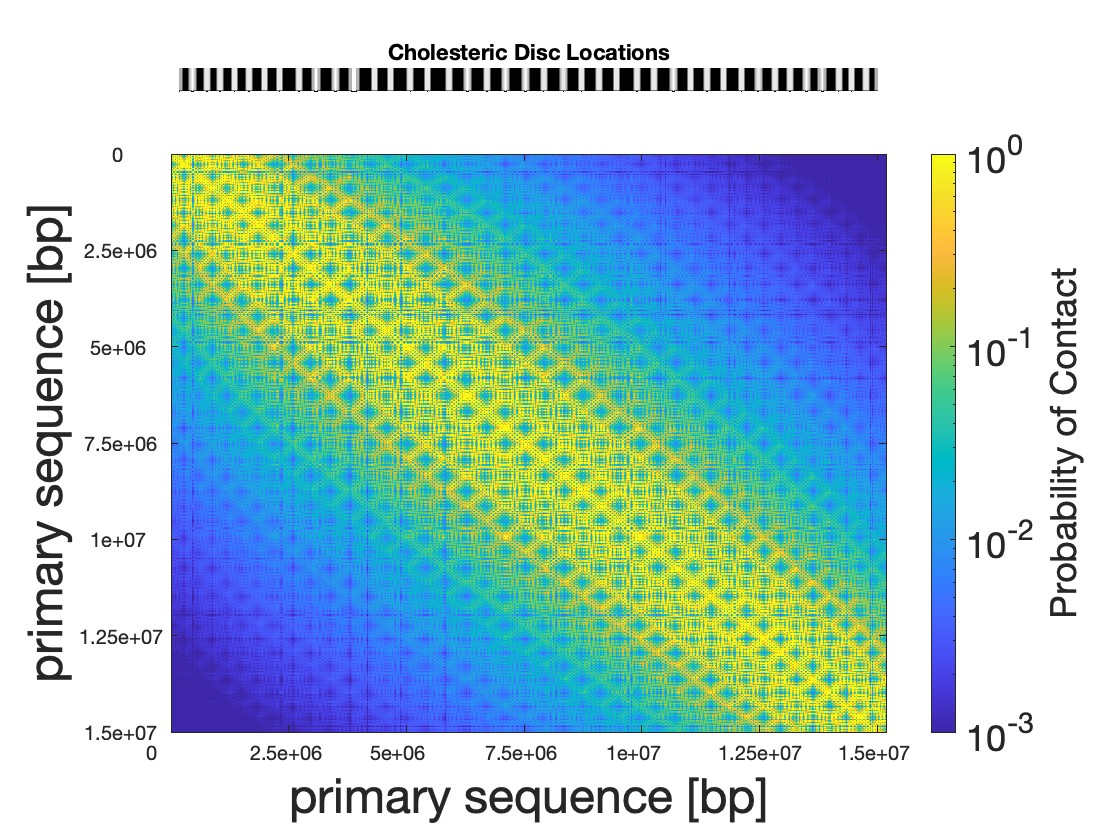 Cholesteric Disc Locations
0
2.5e+06
5e+06
7.5e+06
1e+07
1.25e+07
1.5e+07
primary sequence [bp]
0
2.5e+06
5e+06
7.5e+06
1e+07
1.25e+07
1.5e+07
primary sequence [bp]
10⁰
10⁻¹
10⁻²
10⁻³
Probability of Contact